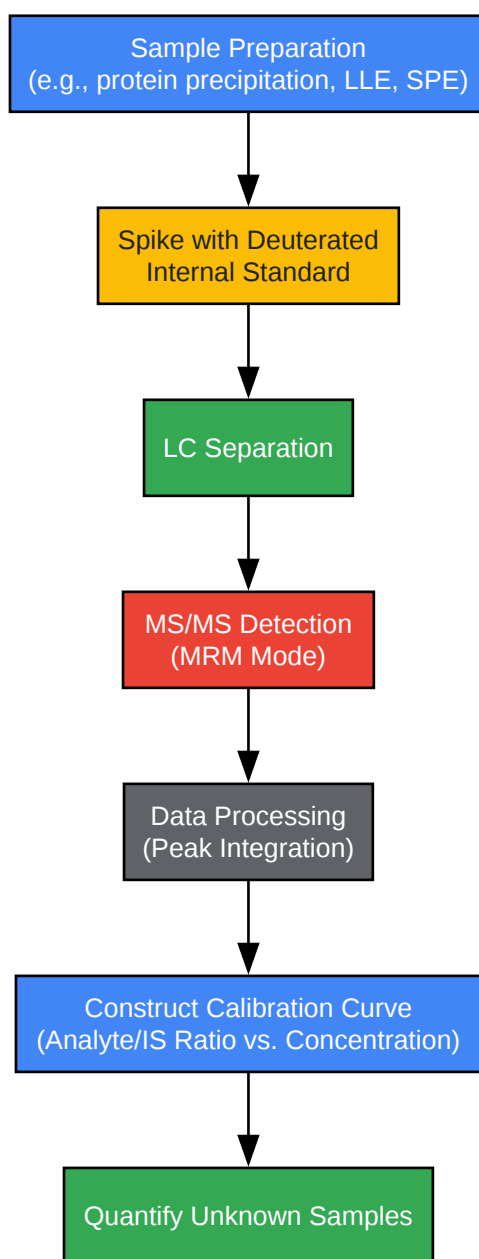 Sample Preparation
(e.g., protein precipitation, LLE, SPE)
Spike with Deuterated
Internal Standard
LC Separation
MS/MS Detection
(MRM Mode)
Data Processing
(Peak Integration)
Construct Calibration Curve
(Analyte/IS Ratio vs. Concentration)
Quantify Unknown Samples